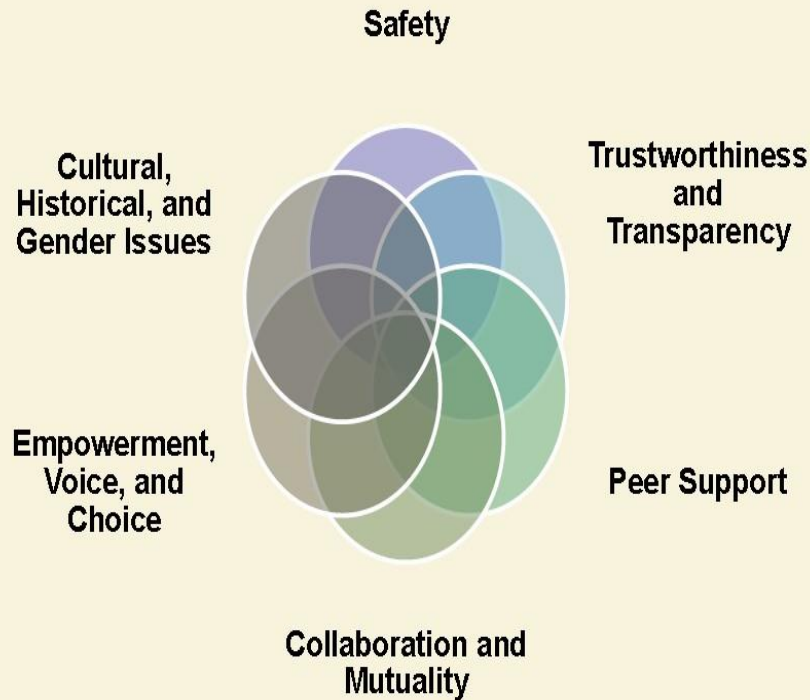 Safety
Trustworthiness
and
Transparency
Peer Support
Collaboration and
Mutuality
Empowerment,
Voice, and
Choice
Cultural,
Historical, and
Gender Issues